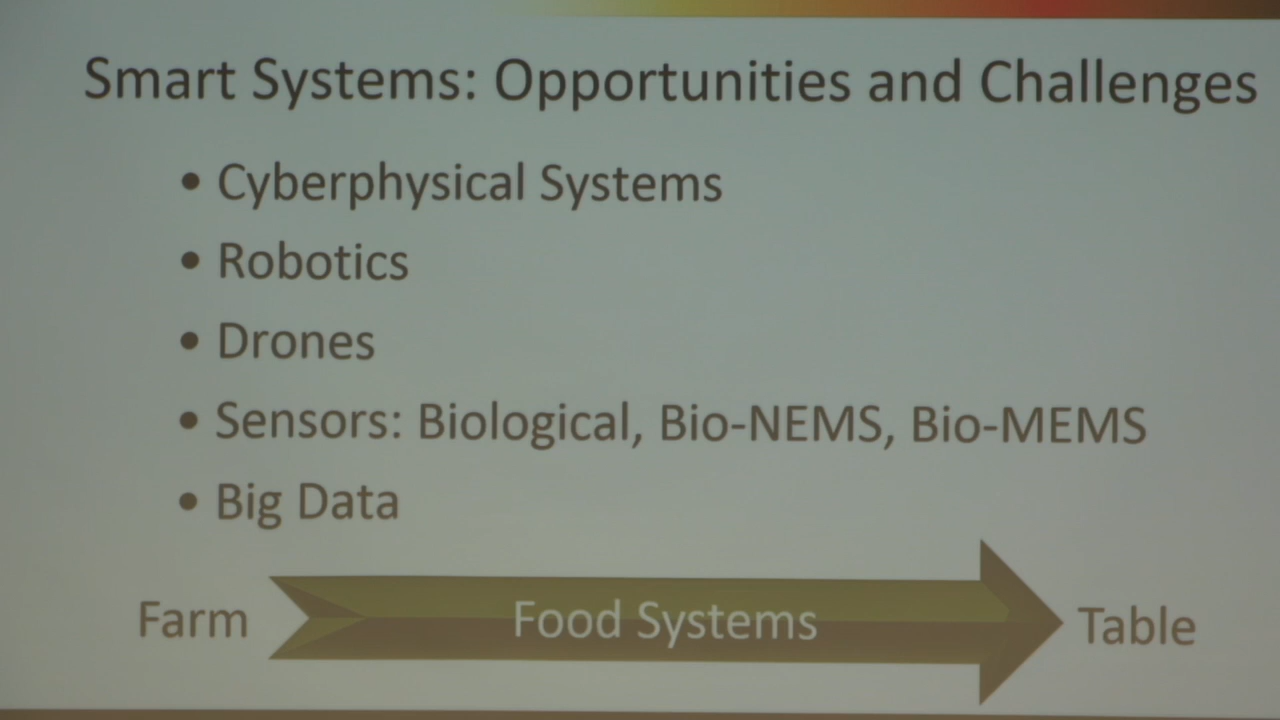 Smart Systems: Opportunities and Challenges
• Cyberphysical Systems
• Robotics
• Drones
• Sensors: Biological, Bio-NEMS, Bio-MEMS
• Big Data
Farm Food Systems Table